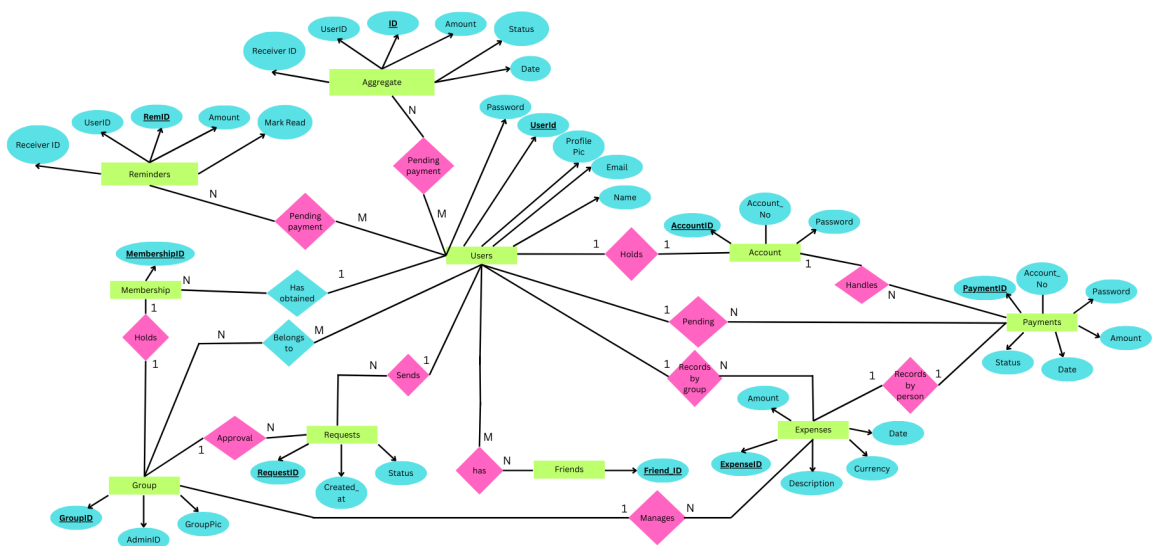 ID
UserID
Amount
Status
Receiver ID
Date
Aggregate
N
Pending
payment
M
RemID
UserID
Amount
Mark Read
Receiver ID
Reminders
N
Pending
payment
M
Password
UserId
Profile
Pic
Email
Name
Users
1
Holds
1
AccountID
Account_
No
Password
Account
1
Handles
N
PaymentID
Account_
No
Password
Amount
Date
Status
Payments
MembershipID
Membership
N
Has
obtained
1
1
Holds
1
N
Belongs
to
M
1
Pending
N
N
Sends
1
1
Records
by
group
N
1
Records
by
person
1
Amount
Date
Expenses
ExpenseID
Description
Currency
Approval
N
1
Requests
RequestID
Created_
at
Status
M
has
N
Friends
Friend_ID
Group
GroupID
AdminID
GroupPic
1
Manages
N